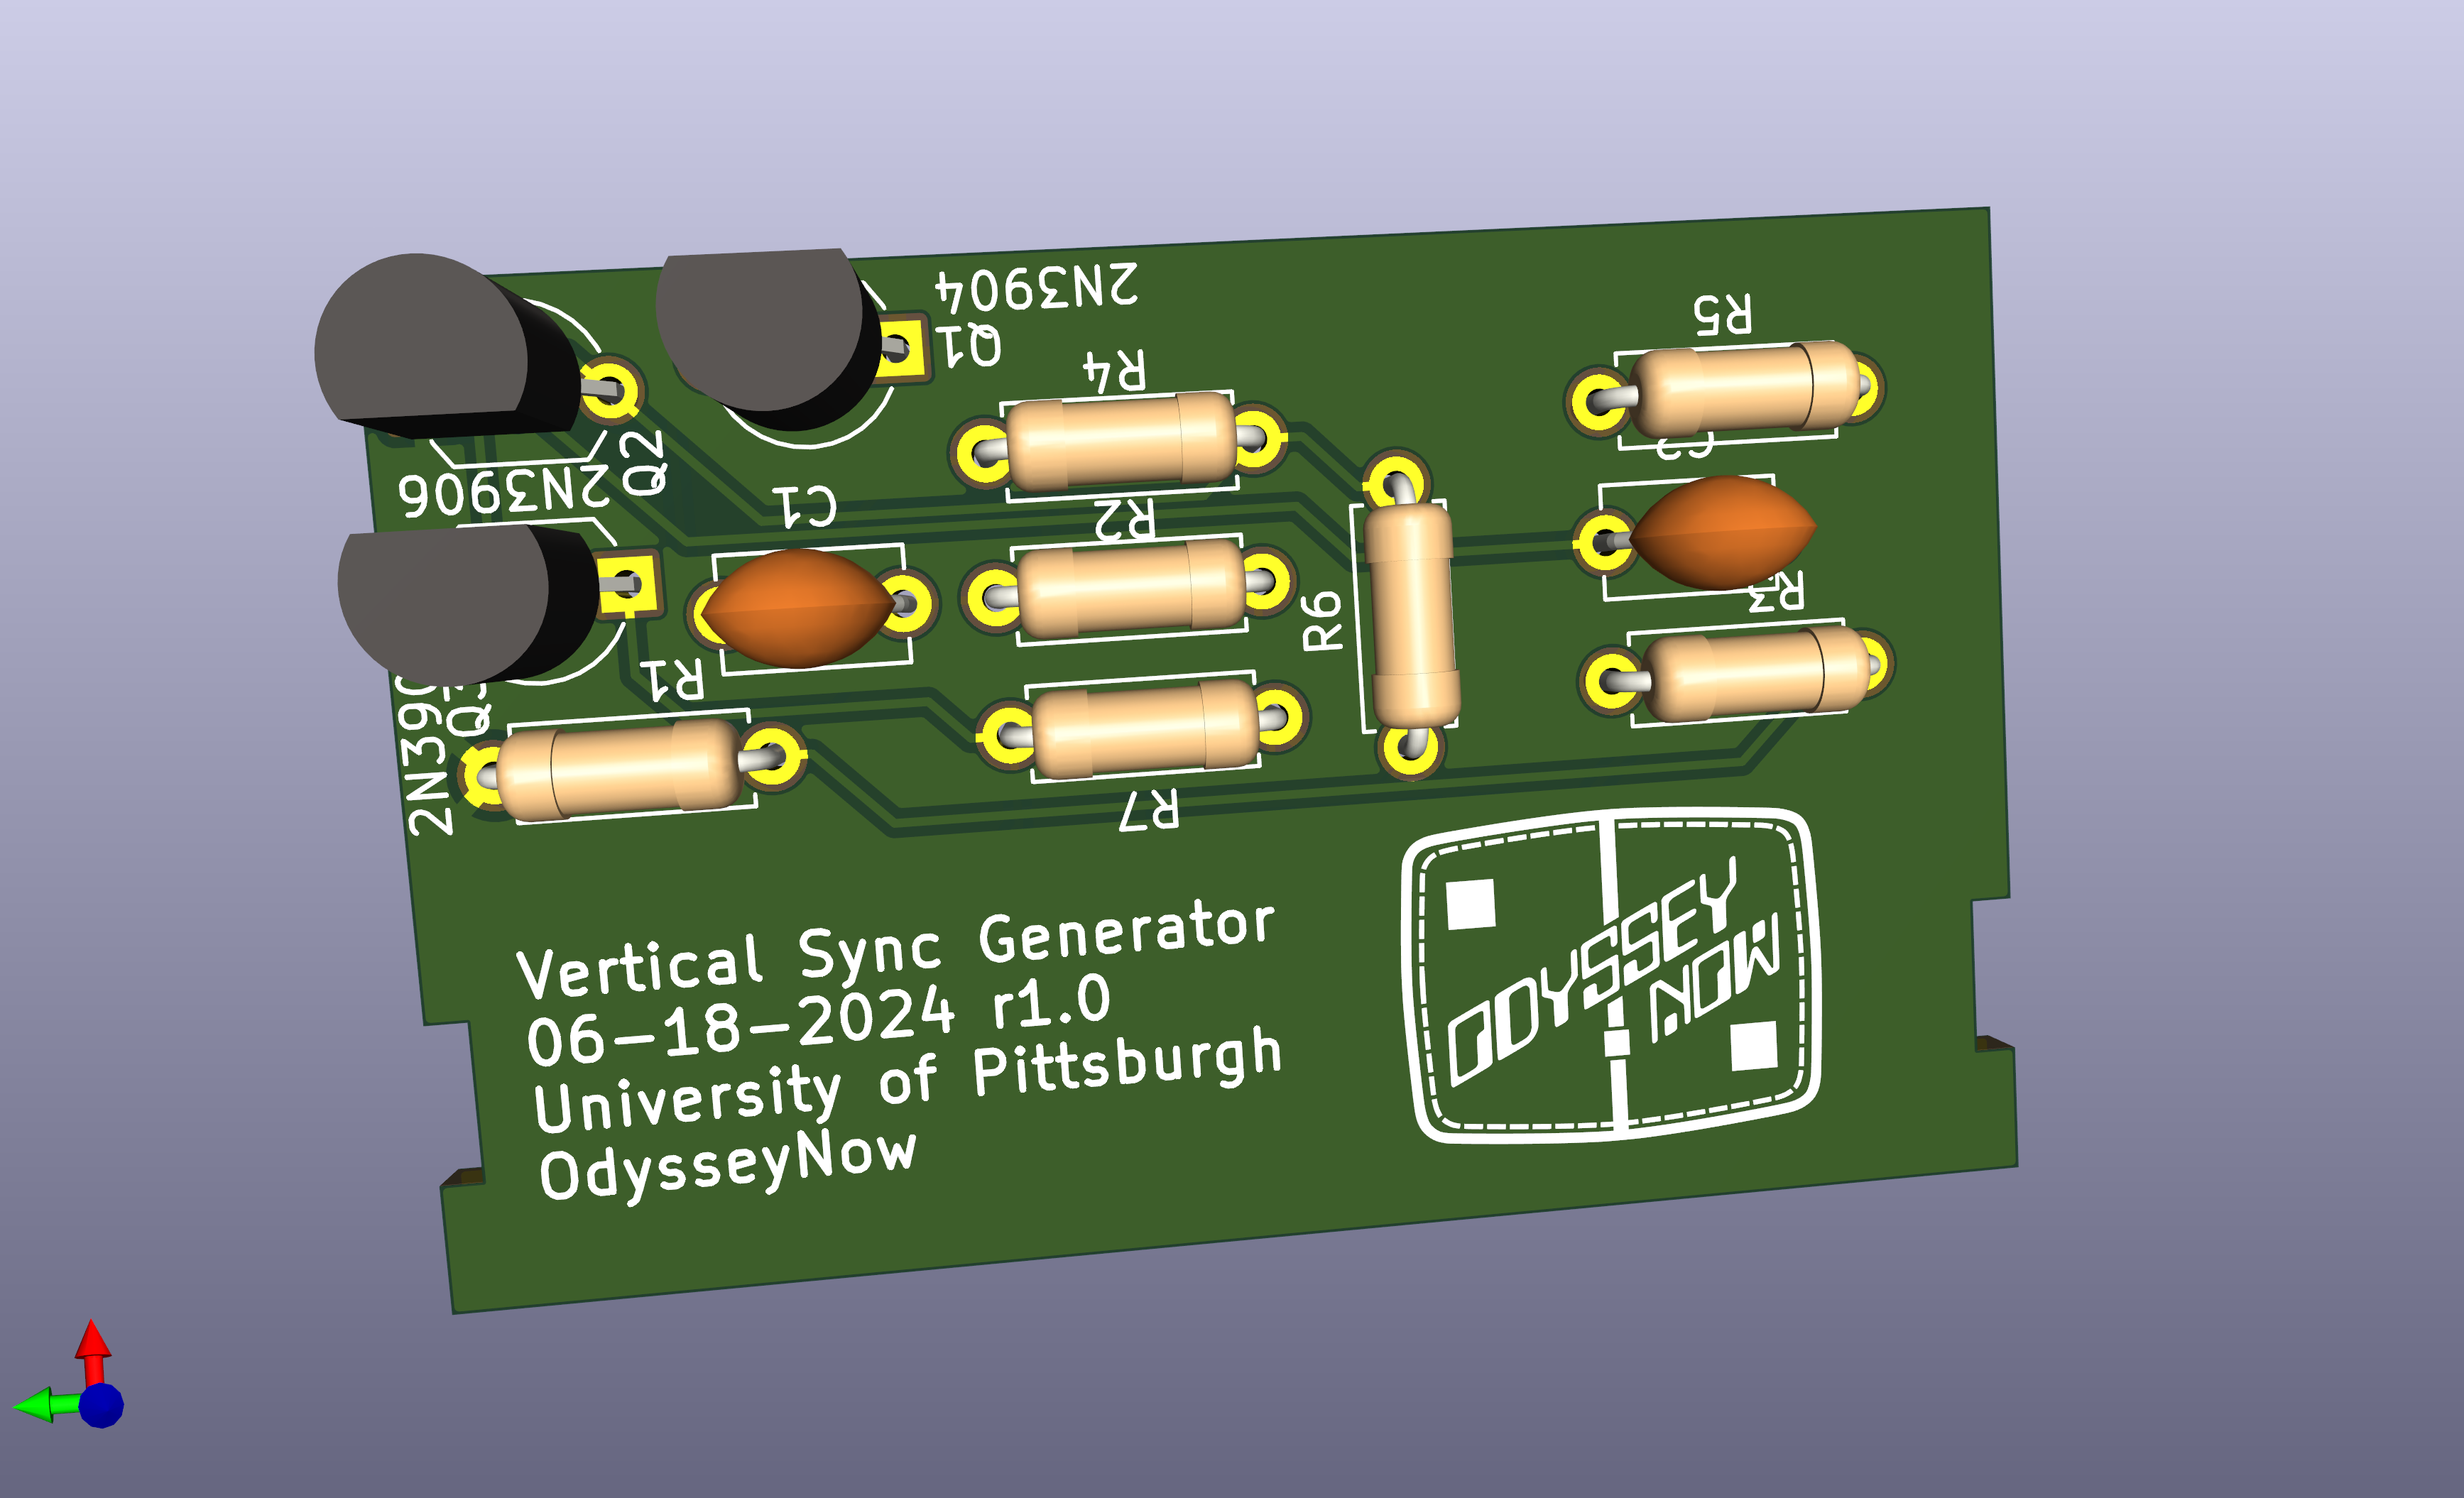 2N3904
Q1
R4
R5
Q2
2N3906
C1
R2
R3
R6
R1
R7
Vertical Sync Generator
06-18-2024 r1.0
University of Pittsburgh
OdysseyNow
ODYSSEY
NOW